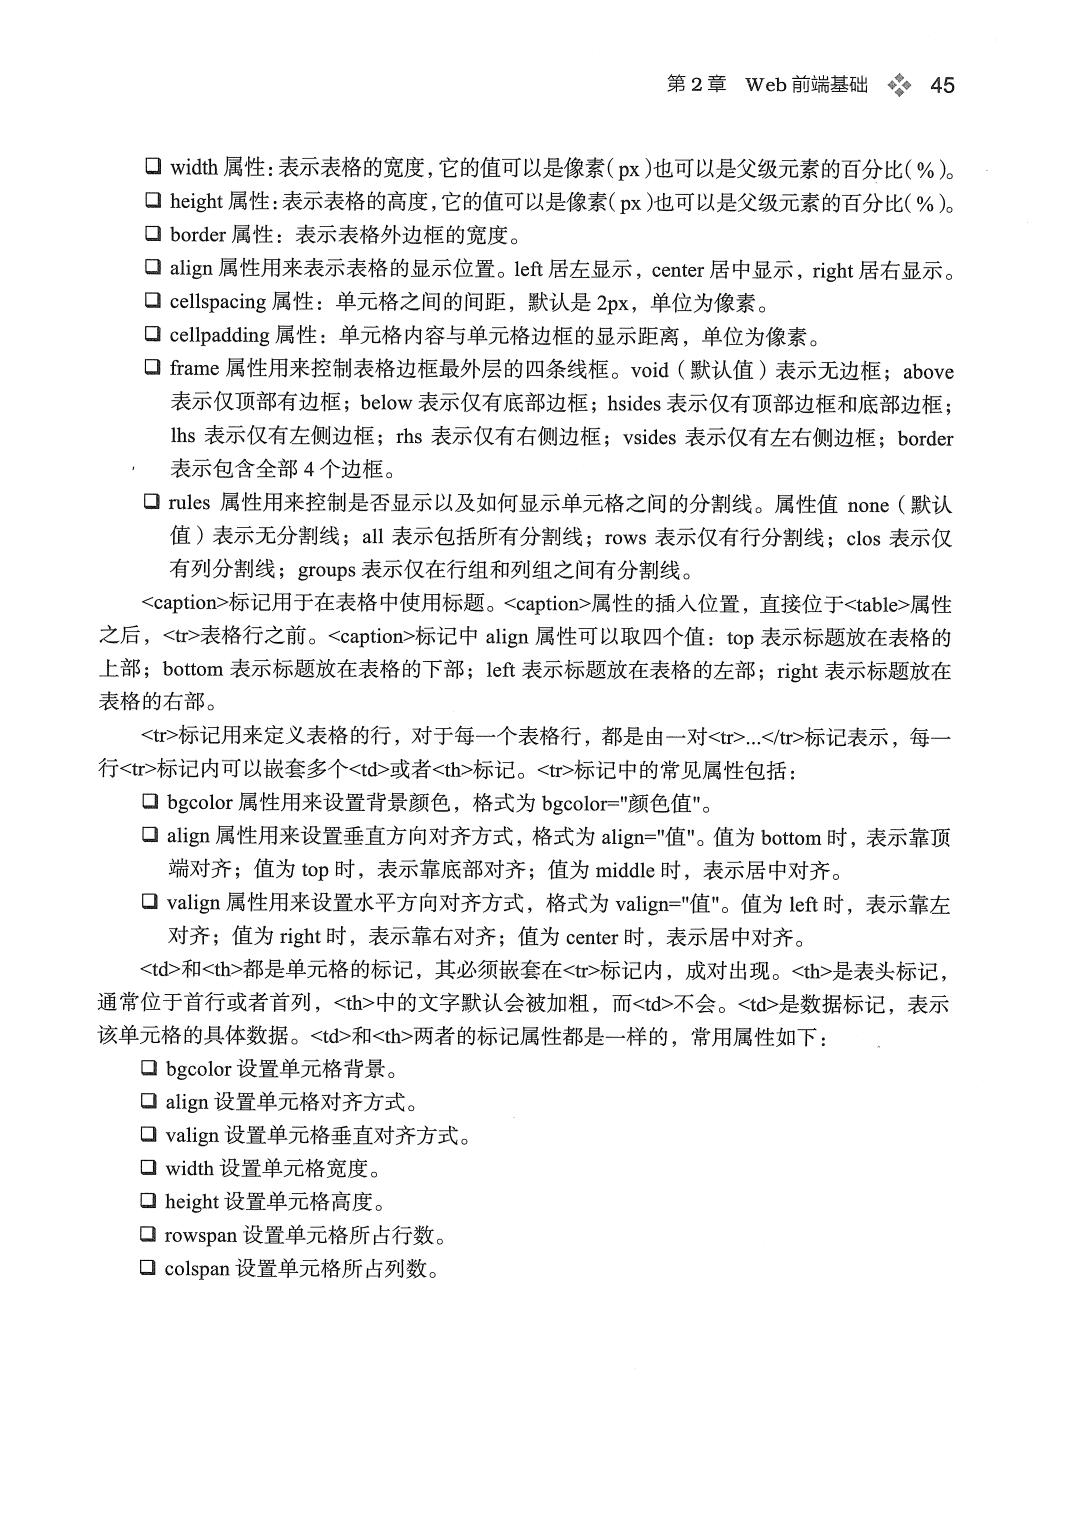 第 2 章 Web 前端基础 45
❑ width 属性：表示表格的宽度，它的值可以是像素（px）也可以是父级元素的百分比（%）。
❑ height 属性：表示表格的高度，它的值可以是像素（px）也可以是父级元素的百分比（%）。
❑ border 属性：表示表格外边框的宽度。
❑ align 属性用来表示表格的显示位置。left 居左显示，center 居中显示，right 居右显示。
❑ cellspacing 属性：单元格之间的间距，默认是 2px，单位为像素。
❑ cellpadding 属性：单元格内容与单元格边框的显示距离，单位为像素。
❑ frame 属性用来控制表格边框最外层的四条线框。void（默认值）表示无边框；above
表示仅顶部有边框；below 表示仅有底部边框；hsides 表示仅有顶部边框和底部边框；
lhs 表示仅有左侧边框；rhs 表示仅有右侧边框；vsides 表示仅有左右侧边框；border
表示包含全部 4 个边框。
❑ rules 属性用来控制是否显示以及如何显示单元格之间的分割线。属性值 none（默认
值）表示无分割线；all 表示包括所有分割线；rows 表示仅有行分割线；clos 表示仅
有列分割线；groups 表示仅在行组和列组之间有分割线。
<caption>标记用于在表格中使用标题。<caption>属性的插入位置，直接位于<table>属性
之后，<tr>表格行之前。<caption>标记中 align 属性可以取四个值：top 表示标题放在表格的
上部；bottom 表示标题放在表格的下部；left 表示标题放在表格的左部；right 表示标题放在
表格的右部。
<tr>标记用来定义表格的行，对于每一个表格行，都是由一对<tr>...</tr>标记表示，每一
行<tr>标记内可以嵌套多个<td>或者<th>标记。<tr>标记中的常见属性包括：
❑ bgcolor 属性用来设置背景颜色，格式为 bgcolor="颜色值"。
❑ align 属性用来设置垂直方向对齐方式，格式为 align="值"。值为 bottom 时，表示靠顶
端对齐；值为 top 时，表示靠底部对齐；值为 middle 时，表示居中对齐。
❑ valign 属性用来设置水平方向对齐方式，格式为 valign="值"。值为 left 时，表示靠左
对齐；值为 right 时，表示靠右对齐；值为 center 时，表示居中对齐。
<td>和<th>都是单元格的标记，其必须嵌套在<tr>标记内，成对出现。<th>是表头标记，
通常位于首行或者首列，<th>中的文字默认会被加粗，而<td>不会。<td>是数据标记，表示
该单元格的具体数据。<td>和<th>两者的标记属性都是一样的，常用属性如下：
❑ bgcolor 设置单元格背景。
❑ align 设置单元格对齐方式。
❑ valign 设置单元格垂直对齐方式。
❑ width 设置单元格宽度。
❑ height 设置单元格高度。
❑ rowspan 设置单元格所占行数。
❑ colspan 设置单元格所占列数。